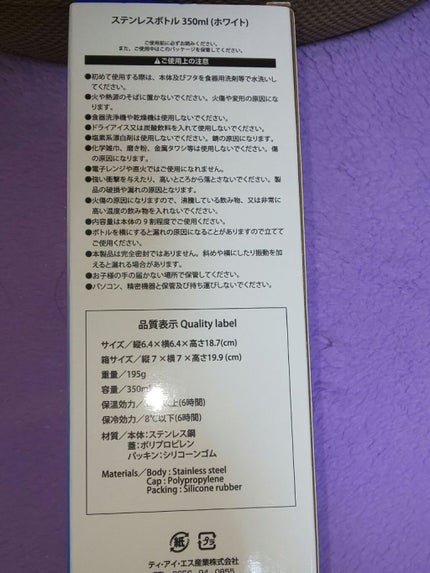 ステンレスボトル 350ml (ホワイト)
ご使用前に必ずお読みください。
また、ご使用中はこのパッケージを保管してください。
▲ご使用上の注意
●初めて使用する際は、本体及びフタを食器用洗剤等で水洗いし
てください。
●火や熱源のそばに置かないでください。火傷や変形の原因にな
ります。
●食器洗浄機や乾燥機は使用しないでください。
●ドライアイス又は炭酸飲料を入れて使用しないでください。
●塩素系漂白剤は使用しないでください。錆の原因になります。
●化学雑巾、磨き粉、金属タワシ等は使用しないでください。傷
の原因になります。
●電子レンジや直火ではご使用になれません。
●強い衝撃を与えたり、高いところから落とさないでください。製
品の破損や漏れの原因となります。
●火傷の原因になりますので、沸騰している飲み物、又は非常に
高い温度の飲み物を入れないでください。
●内容量は本体の9割程度でご使用ください。
●ボトルを横にすると漏れの原因になることがありますので立てて
ご使用ください。
●本製品は完全密封ではありません。斜めや横にしたり振動を加
えると漏れる場合があります。
●お子様の手の届かない場所で保管してください。
●パソコン、精密機器と保管及び持ち運びしないでください。
品質表示 Quality label
サイズ／縦6.4×横6.4×高さ18.7(cm)
箱サイズ／縦7×横7×高さ19.9(cm)
重量／195g
容量／350ml
保温効力／以上(6時間)
保冷効力／8℃以下(6時間)
材質／本体:ステンレス鋼
蓋:ポリプロピレン
パッキン:シリコーンゴム
Materials／Body : Stainless steel
Cap : Polypropylene
Packing : Silicone rubber
紙
プラ
ティ・アイ・エス産業株式会社